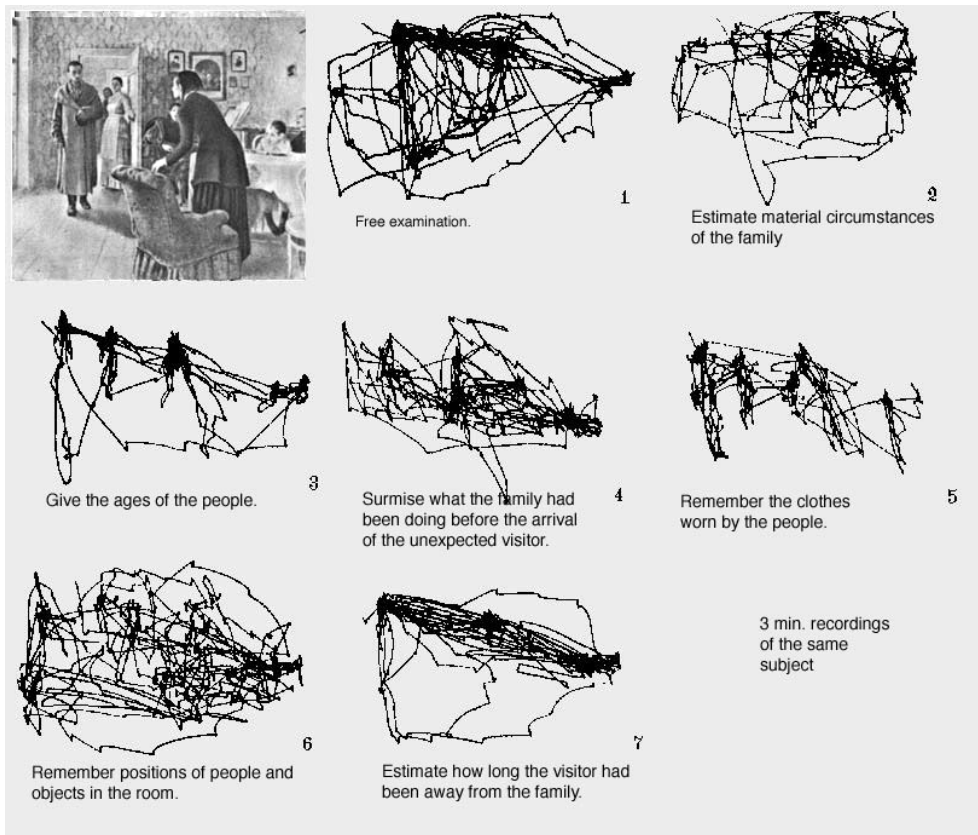 1
Free examination.
2
Estimate material circumstances
of the family
3
Give the ages of the people.
4
Surmise what the family had
been doing before the arrival
of the unexpected visitor.
5
Remember the clothes
worn by the people.
6
Remember positions of people and
objects in the room.
7
Estimate how long the visitor had
been away from the family.
3 min. recordings
of the same
subject